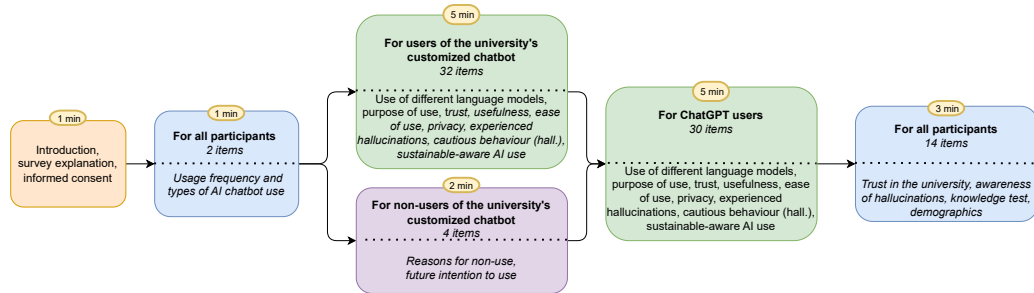 1 min
Introduction,
survey explanation,
informed consent
1 min
For all participants
2 items
Usage frequency and
types of AI chatbot use
5 min
For users of the university's
customized chatbot
32 items
Use of different language models,
purpose of use, trust, usefulness, ease
of use, privacy, experienced
hallucinations, cautious behaviour (hall.),
sustainable-aware AI use
2 min
For non-users of the university's
customized chatbot
4 items
Reasons for non-use,
future intention to use
5 min
For ChatGPT users
30 items
Use of different language models,
purpose of use, trust, usefulness, ease
of use, privacy, experienced
hallucinations, cautious behaviour (hall.),
sustainable-aware AI use
3 min
For all participants
14 items
Trust in the university, awareness
of hallucinations, knowledge test,
demographics